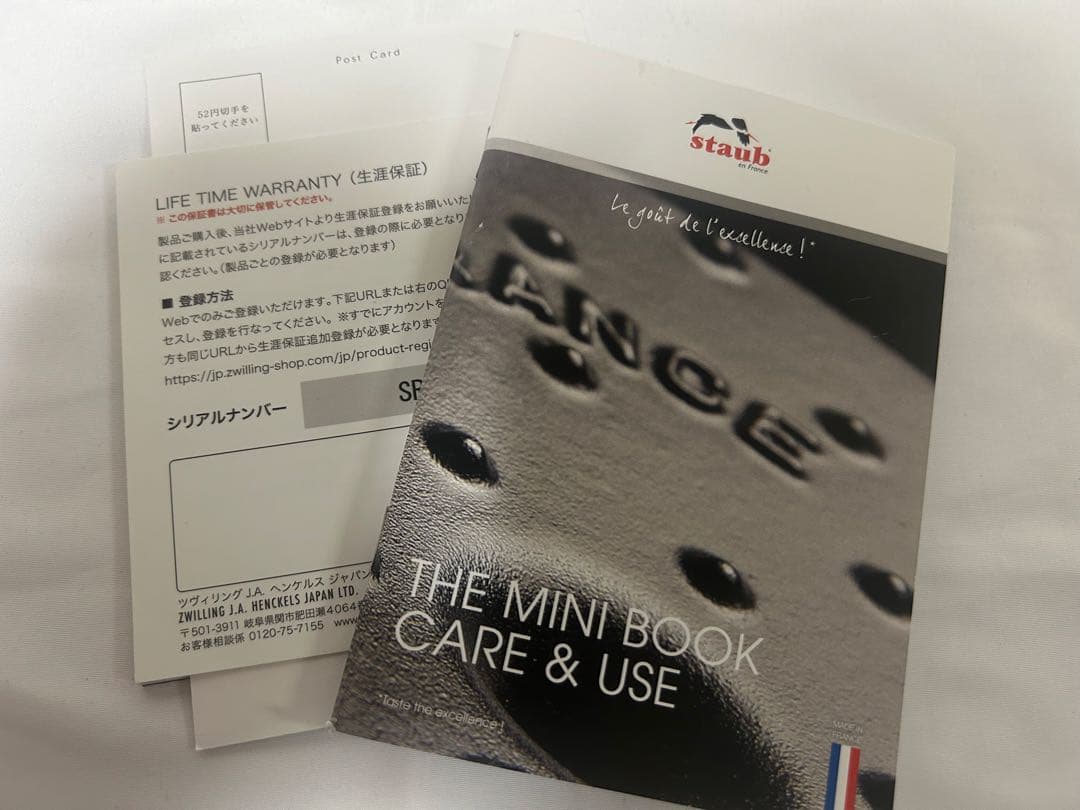 Post Card
52円切手を
貼ってください
LIFE TIME WARRANTY（生涯保証）
※ この保証書は大切に保管してください。
製品ご購入後、当社Webサイトより生涯保証登録をお願いいた
に記載されているシリアルナンバーは、登録の際に必要となり
認ください。（製品ごとの登録が必要となります）
■ 登録方法
Webでのみご登録いただけます。下記URLまたは右のQ
セスし、登録を行なってください。※すでにアカウントを
方も同じURLから生涯保証追加登録が必要となります
https://jp.zwilling-shop.com/jp/product-regi
シリアルナンバー
ツヴィリング J.A. ヘンケルス ジャパン
ZWILLING J.A. HENCKELS JAPAN LTD.
〒501-3911 岐阜県関市肥田瀬4064
お客様相談係 0120-75-7155 www.
staub
en France
Le goût de l'excellence !*
RANCE
THE MINI BOOK
CARE & USE
*Taste the excellence !
MADE IN
FRANCE